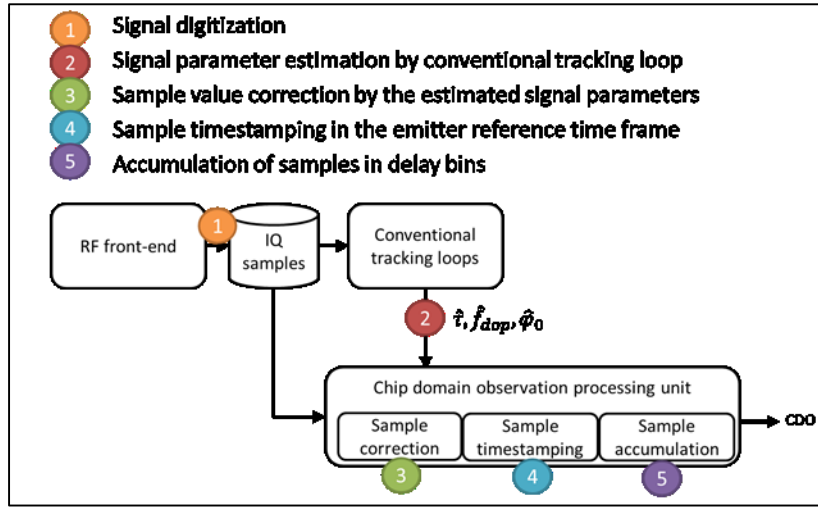 1 Signal digitization
2 Signal parameter estimation by conventional tracking loop
3 Sample value correction by the estimated signal parameters
4 Sample timestamping in the emitter reference time frame
5 Accumulation of samples in delay bins
RF front-end
1
IQ
samples
Conventional
tracking loops
2 τ̂, f̂_dop, φ̂_0
Chip domain observation processing unit
Sample
correction
Sample
timestamping
Sample
accumulation
CDO
3
4
5